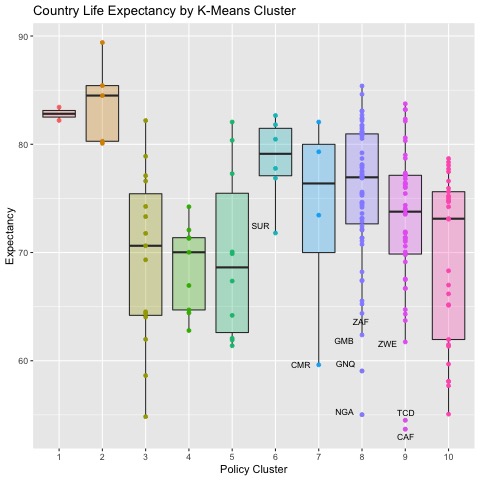 Country Life Expectancy by K-Means Cluster
90
80
70
60
Expectancy
SUR
CMR
ZAF
GMB
GNQ
NGA
ZWE
TCD
CAF
1 2 3 4 5 6 7 8 9 10
Policy Cluster